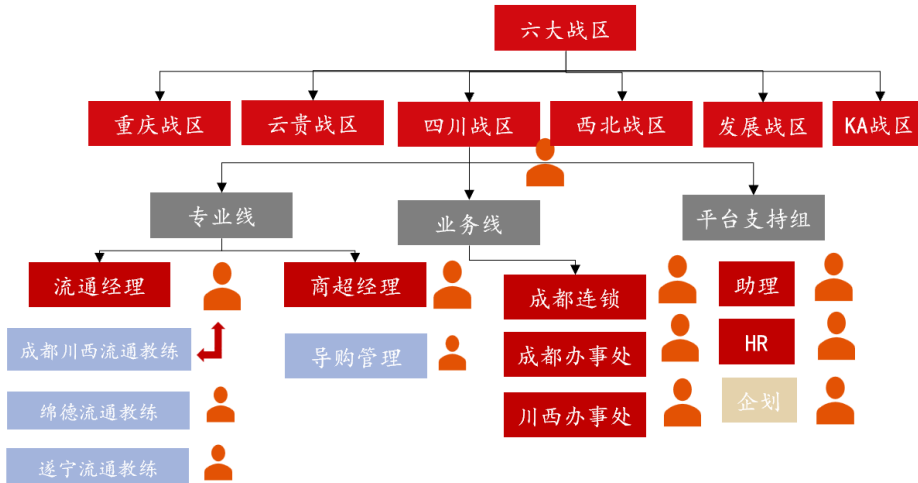 六大战区
重庆战区
云贵战区
四川战区
西北战区
发展战区
KA战区
专业线
业务线
平台支持组
流通经理
商超经理
成都连锁
助理
成都川西流通教练
导购管理
成都办事处
HR
绵德流通教练
川西办事处
企划
遂宁流通教练